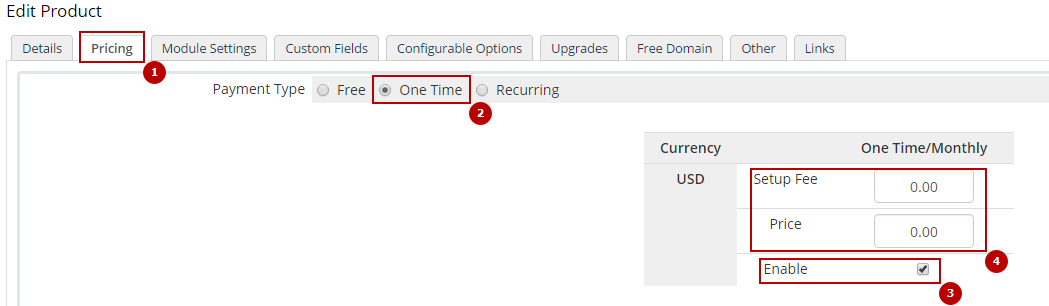 Edit Product
Details Pricing Module Settings Custom Fields Configurable Options Upgrades Free Domain Other Links
1
Payment Type Free One Time Recurring
2
Currency One Time/Monthly
USD Setup Fee 0.00
Price 0.00
4
Enable
3